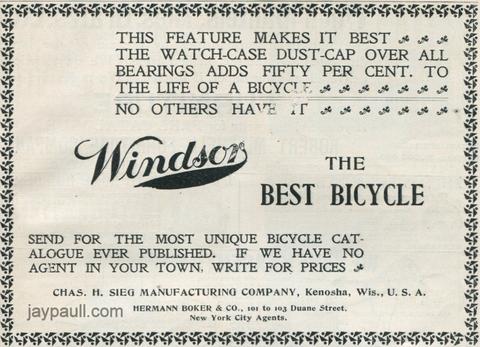 THIS FEATURE MAKES IT BEST
THE WATCH-CASE DUST-CAP OVER ALL
BEARINGS ADDS FIFTY PER CENT. TO
THE LIFE OF A BICYCLE
NO OTHERS HAVE IT
Windsor
THE
BEST BICYCLE
SEND FOR THE MOST UNIQUE BICYCLE CAT-
ALOGUE EVER PUBLISHED. IF WE HAVE NO
AGENT IN YOUR TOWN, WRITE FOR PRICES
CHAS. H. SIEG MANUFACTURING COMPANY, Kenosha, Wis., U. S. A.
HERMANN BOKER & CO., 101 to 103 Duane Street,
New York City Agents.
jaypaull.com